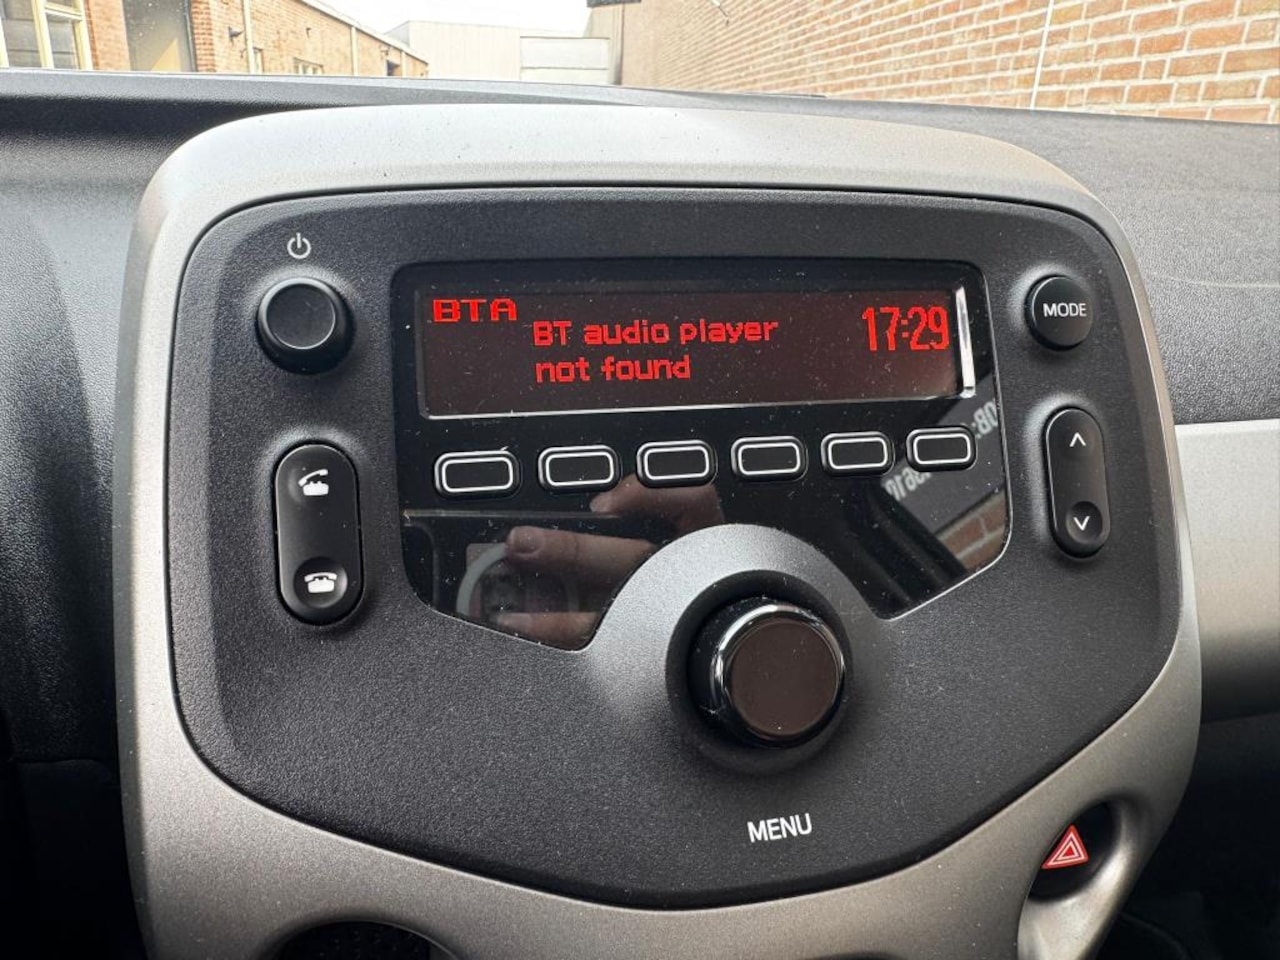 BTA
BT audio player
not found
17:29
MODE
MENU